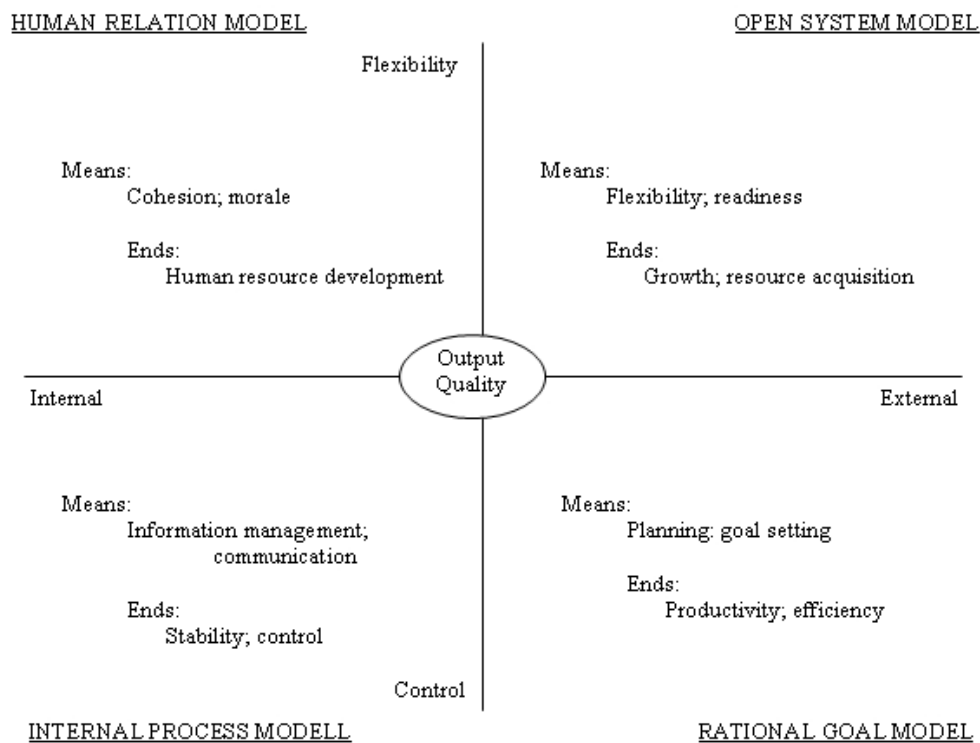 HUMAN RELATION MODEL
OPEN SYSTEM MODEL
Flexibility
Means:
Cohesion; morale
Ends:
Human resource development
Means:
Flexibility; readiness
Ends:
Growth; resource acquisition
Output
Quality
Internal
External
Means:
Information management;
communication
Ends:
Stability; control
Means:
Planning: goal setting
Ends:
Productivity; efficiency
Control
INTERNAL PROCESS MODELL
RATIONAL GOAL MODEL